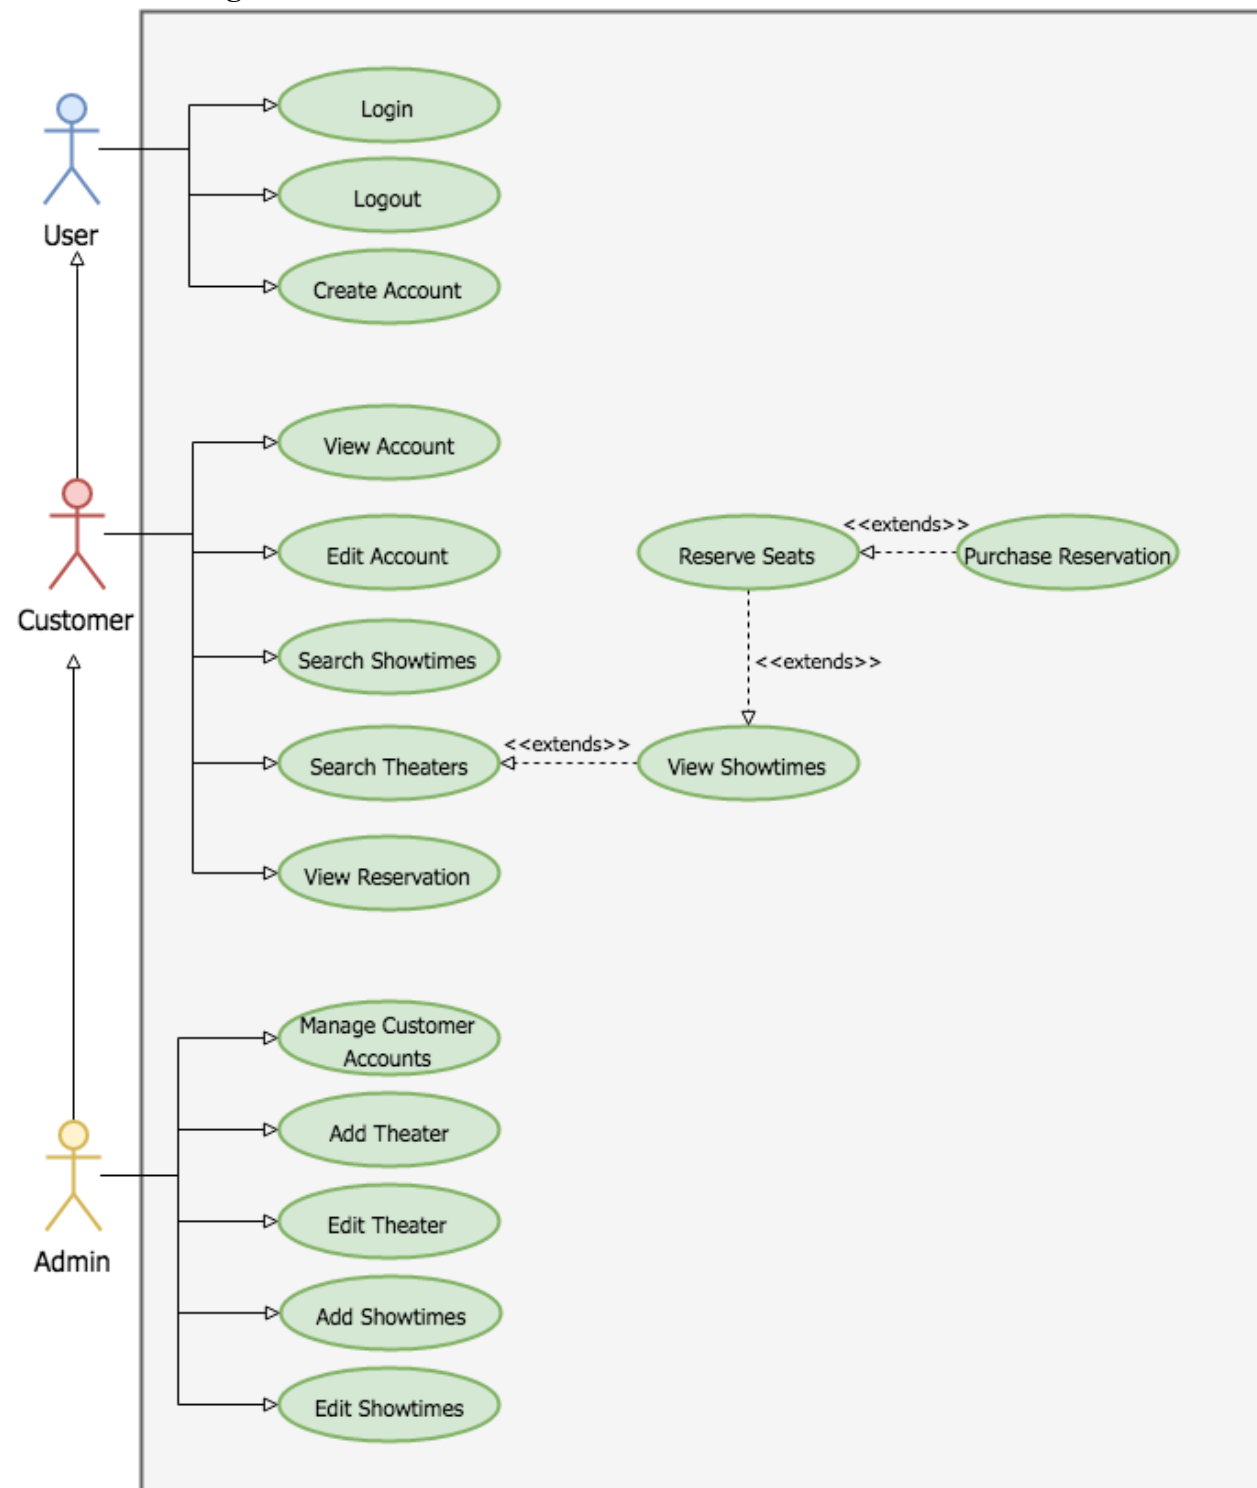 Login
Logout
User
Create Account
View Account
<<extends>>
Edit Account
Reserve Seats
Purchase Reservation
Customer
Search Showtimes
<<extends>>
<<extends>>
Search Theaters
View Showtimes
View Reservation
Manage Customer
Accounts
Add Theater
Edit Theater
Admin
Add Showtimes
Edit Showtimes